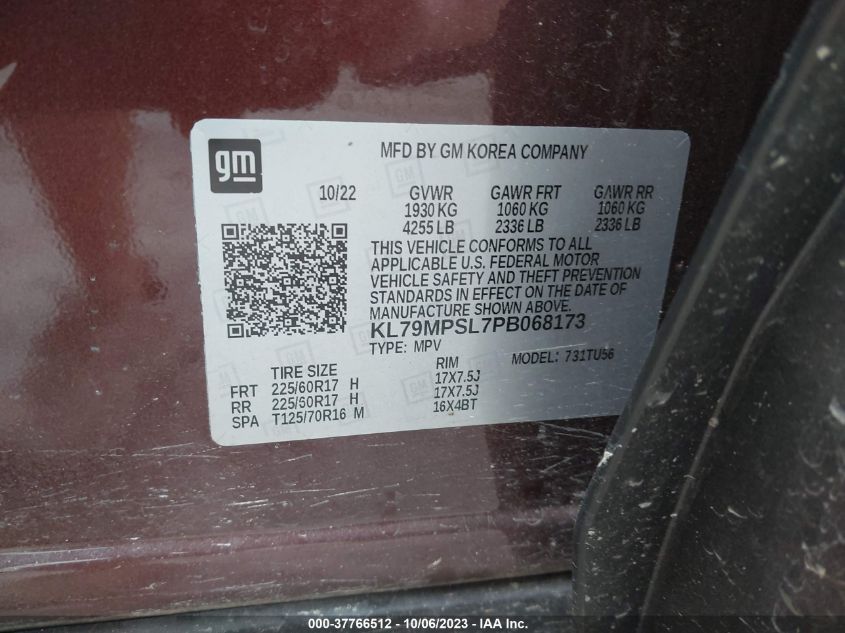 gm
MFD BY GM KOREA COMPANY
10/22 GVWR GAWR FRT GAWR RR
1930 KG 1060 KG 1060 KG
4255 LB 2336 LB 2336 LB
THIS VEHICLE CONFORMS TO ALL
APPLICABLE U.S. FEDERAL MOTOR
VEHICLE SAFETY AND THEFT PREVENTION
STANDARDS IN EFFECT ON THE DATE OF
MANUFACTURE SHOWN ABOVE.
KL79MPSL7PB068173
TYPE: MPV MODEL: 731TU56
TIRE SIZE RIM
FRT 225/60R17 H 17X7.5J
RR 225/60R17 H 17X7.5J
SPA T125/70R16 M 16X4BT
000-37766512 - 10/06/2023 - IAA Inc.